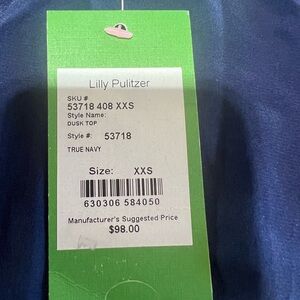 Lilly Pulitzer
SKU #
53718 408 XXS
Style Name:
DUSK TOP
Style #: 53718
TRUE NAVY
Size: XXS
630306 584050
Manufacturer's Suggested Price
$98.00